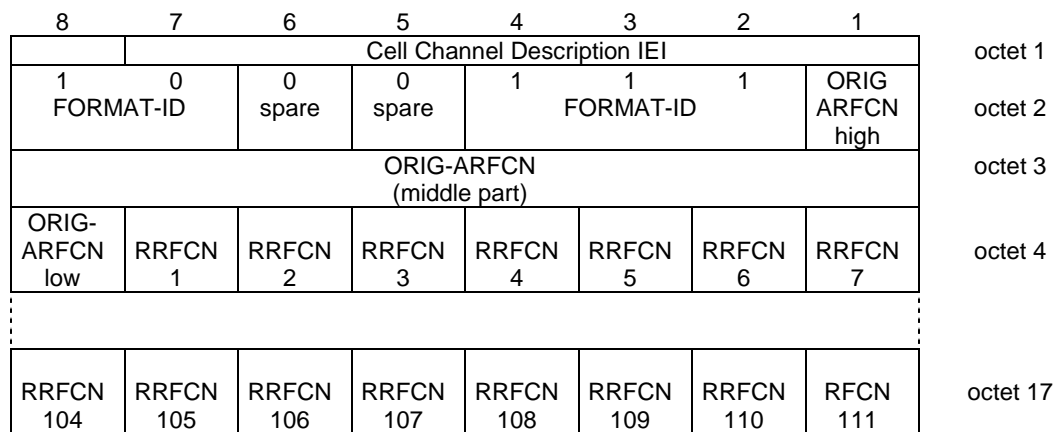 8 7 6 5 4 3 2 1
Cell Channel Description IEI octet 1
1 0 0 0 1 1 1 ORIG
FORMAT-ID spare spare FORMAT-ID ARFCN octet 2
high
ORIG-ARFCN octet 3
(middle part)
ORIG-
ARFCN RRFCN RRFCN RRFCN RRFCN RRFCN RRFCN RRFCN octet 4
low 1 2 3 4 5 6 7
RRFCN RRFCN RRFCN RRFCN RRFCN RRFCN RRFCN RFCN octet 17
104 105 106 107 108 109 110 111